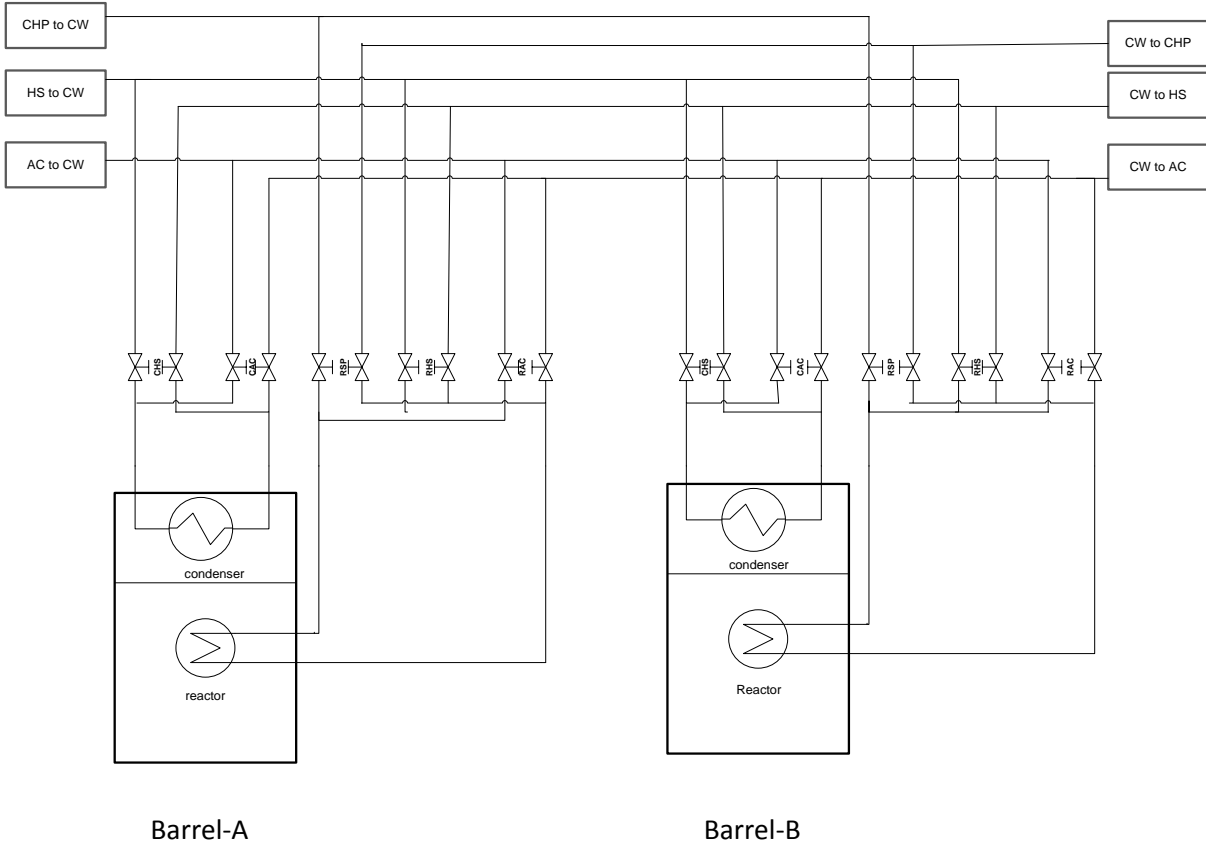 CHP to CW
CW to CHP
HS to CW
CW to HS
AC to CW
CW to AC
CHS
CAC
RSP
RHS
RAC
CHS
CAC
RSP
RHS
RAC
condenser
condenser
reactor
Reactor
Barrel-A
Barrel-B